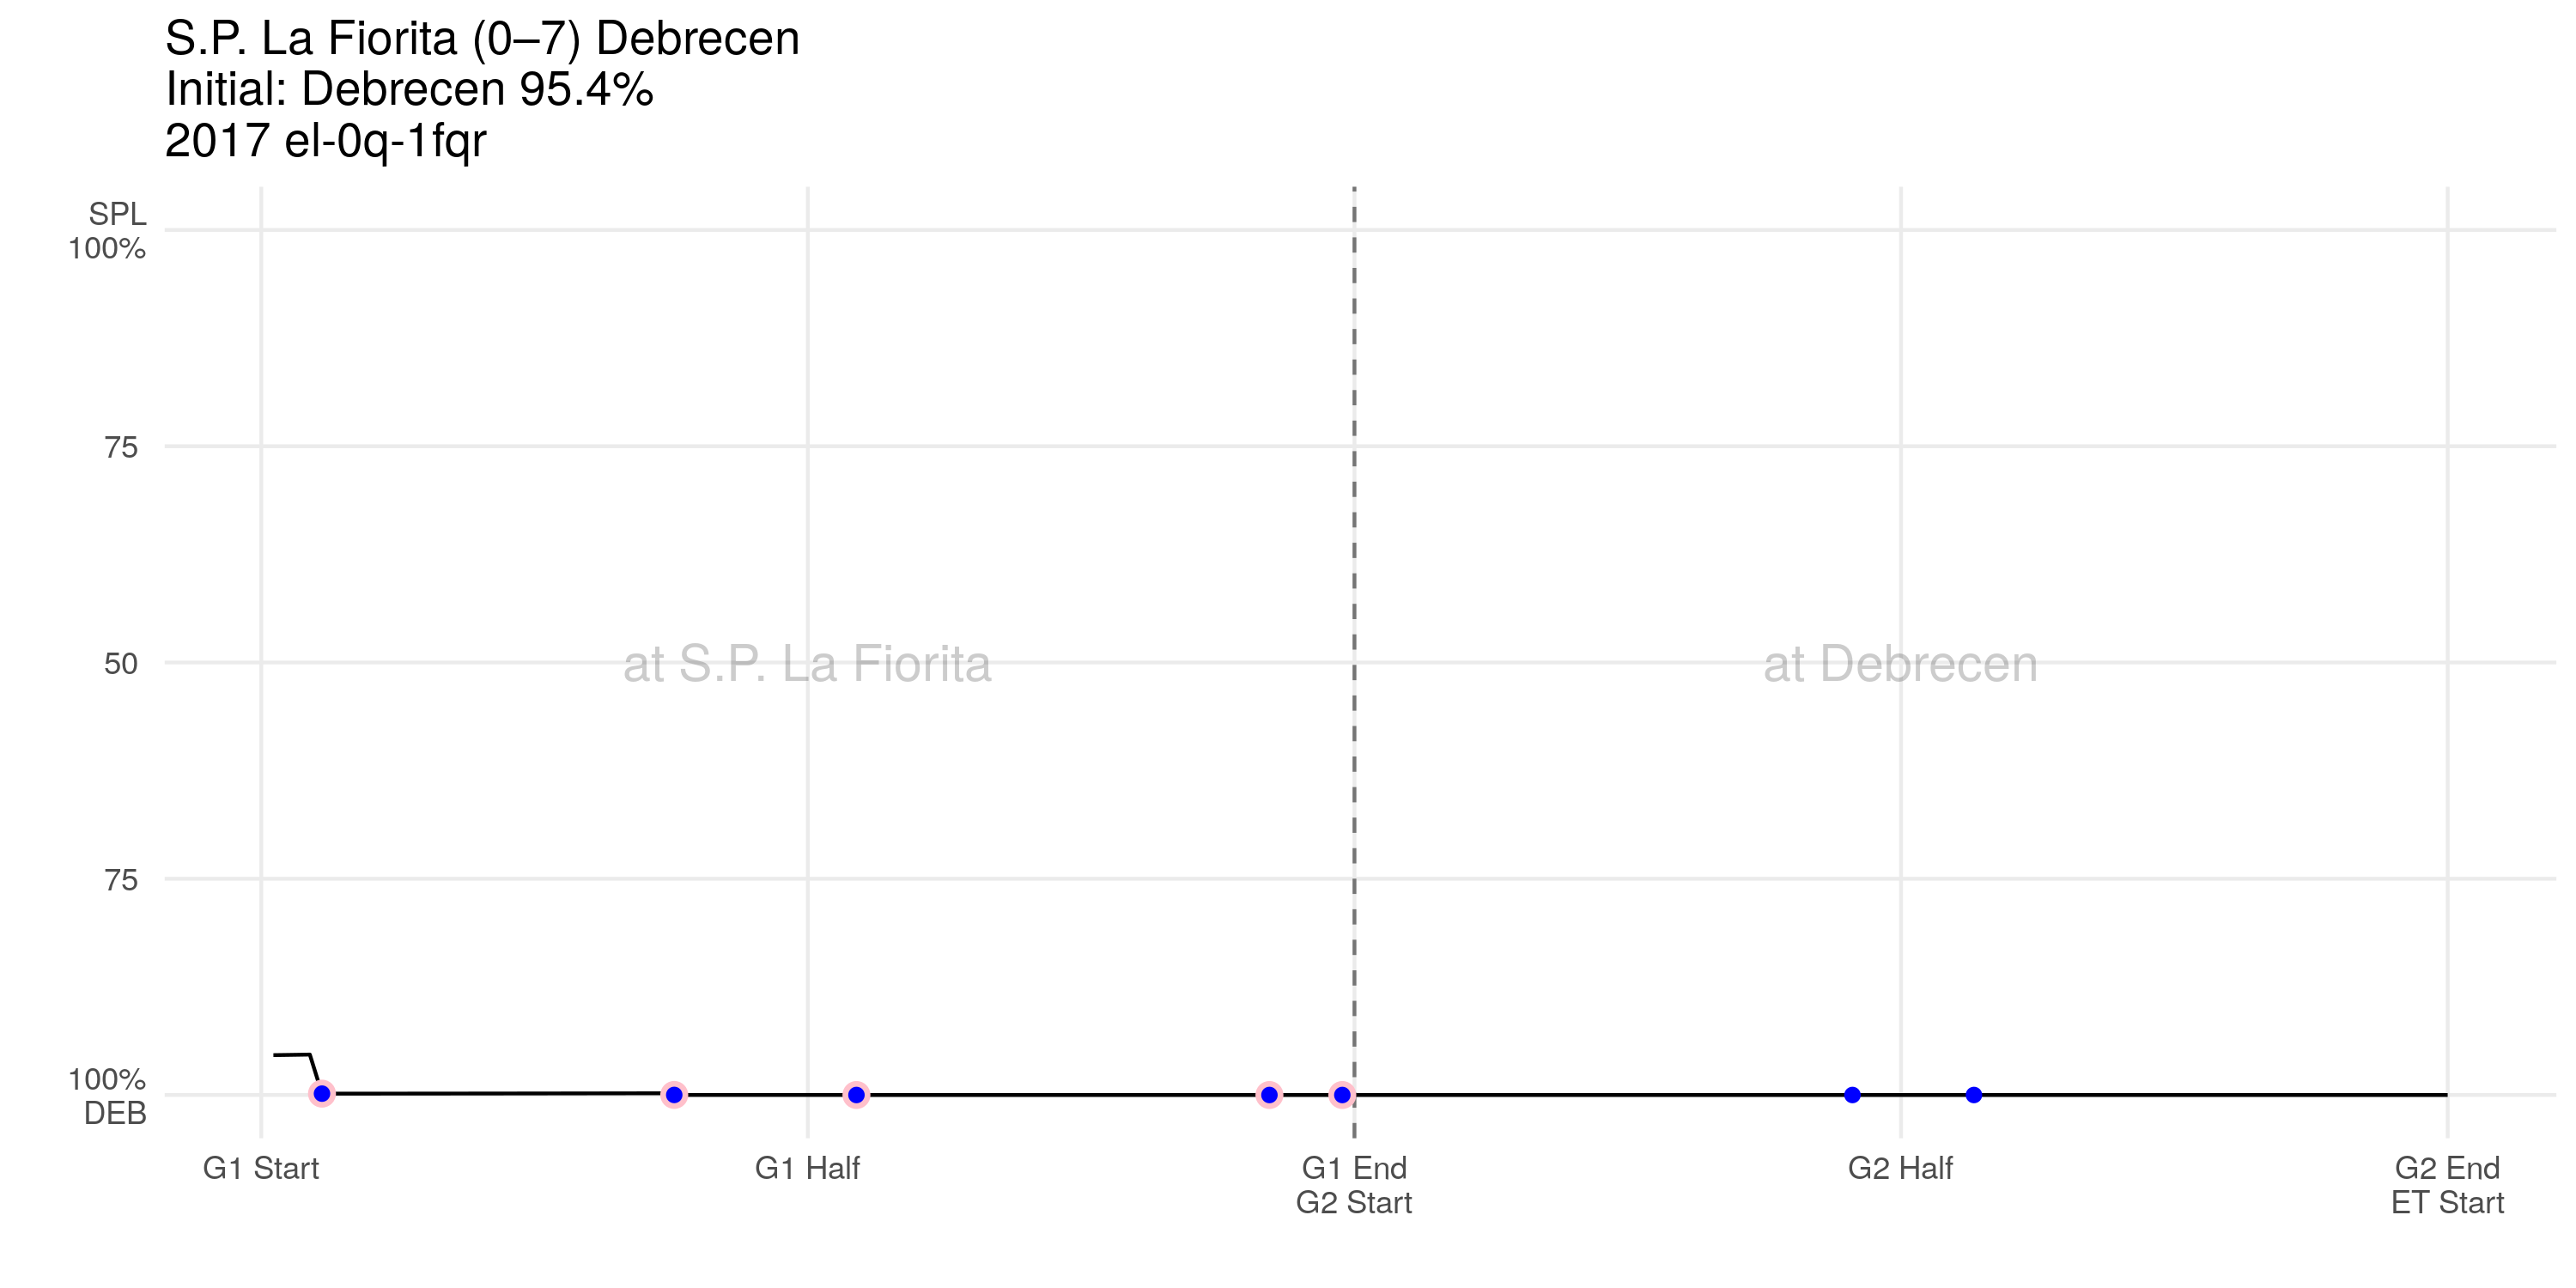 S.P. La Fiorita (0–7) Debrecen
Initial: Debrecen 95.4%
2017 el-0q-1fqr
SPL
100%
75
50
75
100%
DEB
at S.P. La Fiorita
at Debrecen
G1 Start
G1 Half
G1 End
G2 Start
G2 Half
G2 End
ET Start